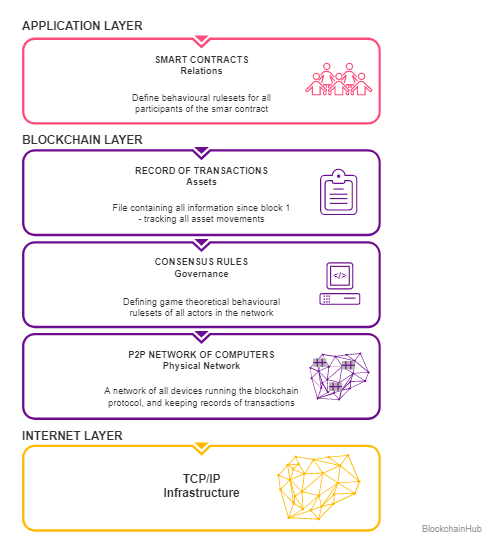 APPLICATION LAYER
SMART CONTRACTS
Relations
Define behavioural rulesets for all
participants of the smar contract
BLOCKCHAIN LAYER
RECORD OF TRANSACTIONS
Assets
File containing all information since block 1
- tracking all asset movements
CONSENSUS RULES
Governance
</>
Defining game theoretical behavioural
rulesets of all actors in the network
P2P NETWORK OF COMPUTERS
Physical Network
A network of all devices running the blockchain
protocol, and keeping records of transactions
INTERNET LAYER
TCP/IP
Infrastructure
BlockchainHub